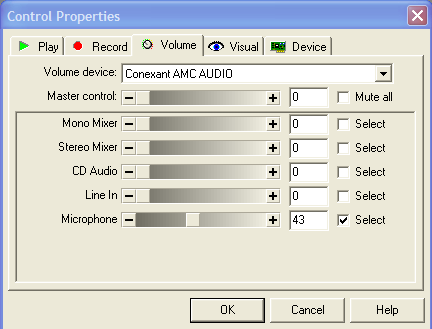 Control Properties
Play Record Volume Visual Device
Volume device: Conexant AMC AUDIO
Master control: 0 Mute all
Mono Mixer 0 Select
Stereo Mixer 0 Select
CD Audio 0 Select
Line In 0 Select
Microphone 43 Select
OK Cancel Help